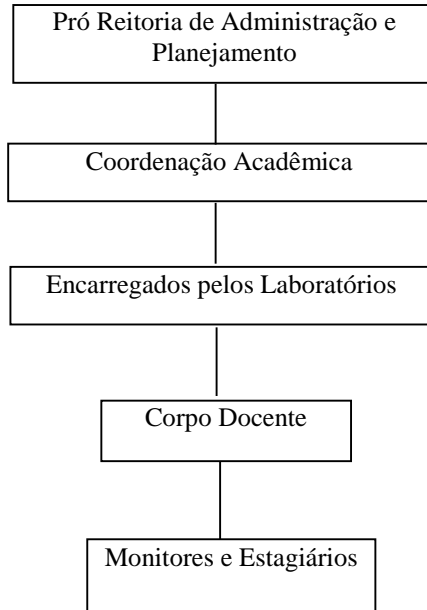 Pró Reitoria de Administração e
Planejamento
Coordenação Acadêmica
Encarregados pelos Laboratórios
Corpo Docente
Monitores e Estagiários